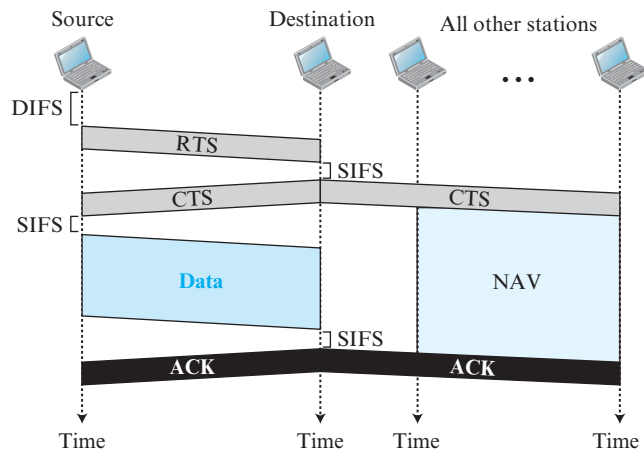 Source
Destination
All other stations
...
DIFS
RTS
SIFS
CTS
CTS
SIFS
Data
NAV
SIFS
ACK
ACK
Time
Time
Time
Time